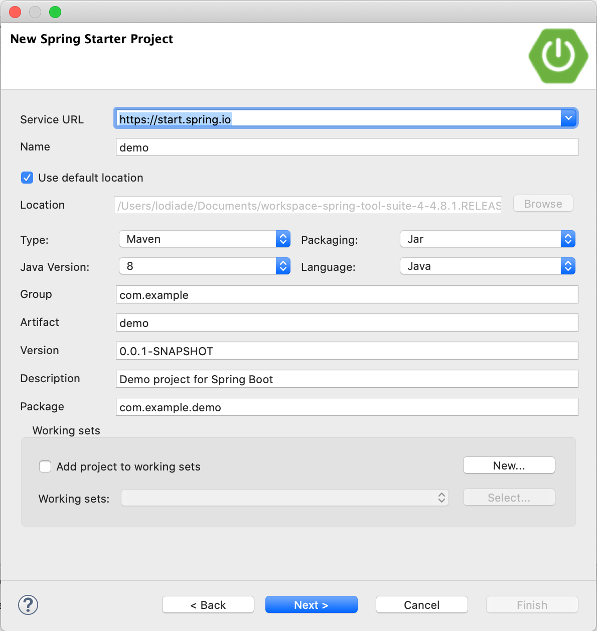 New Spring Starter Project
Service URL https://start.spring.io
Name demo
Use default location
Location /Users/lodiade/Documents/workspace-spring-tool-suite-4-4.8.1.RELEAS Browse
Type: Maven Packaging: Jar
Java Version: 8 Language: Java
Group com.example
Artifact demo
Version 0.0.1-SNAPSHOT
Description Demo project for Spring Boot
Package com.example.demo
Working sets
Add project to working sets New...
Working sets: Select...
? < Back Next > Cancel Finish